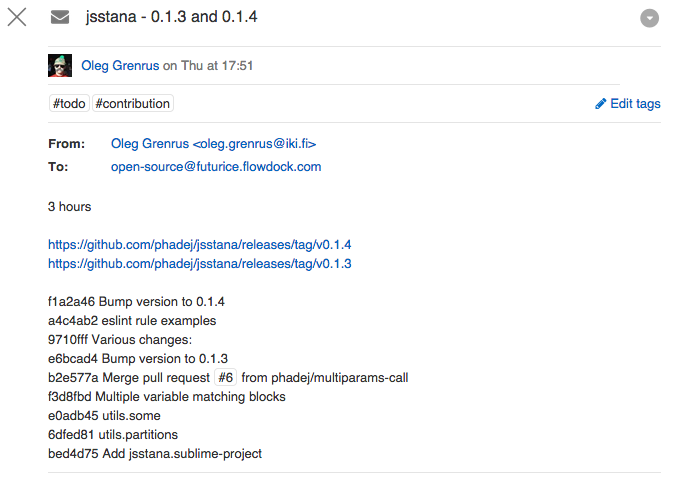 jsstana - 0.1.3 and 0.1.4
Oleg Grenrus on Thu at 17:51
#todo #contribution Edit tags
From: Oleg Grenrus <oleg.grenrus@iki.fi>
To: open-source@futurice.flowdock.com
3 hours
https://github.com/phadej/jsstana/releases/tag/v0.1.4
https://github.com/phadej/jsstana/releases/tag/v0.1.3
f1a2a46 Bump version to 0.1.4
a4c4ab2 eslint rule examples
9710fff Various changes:
e6bcad4 Bump version to 0.1.3
b2e577a Merge pull request #6 from phadej/multiparams-call
f3d8fbd Multiple variable matching blocks
e0adb45 utils.some
6dfed81 utils.partitions
bed4d75 Add jsstana.sublime-project